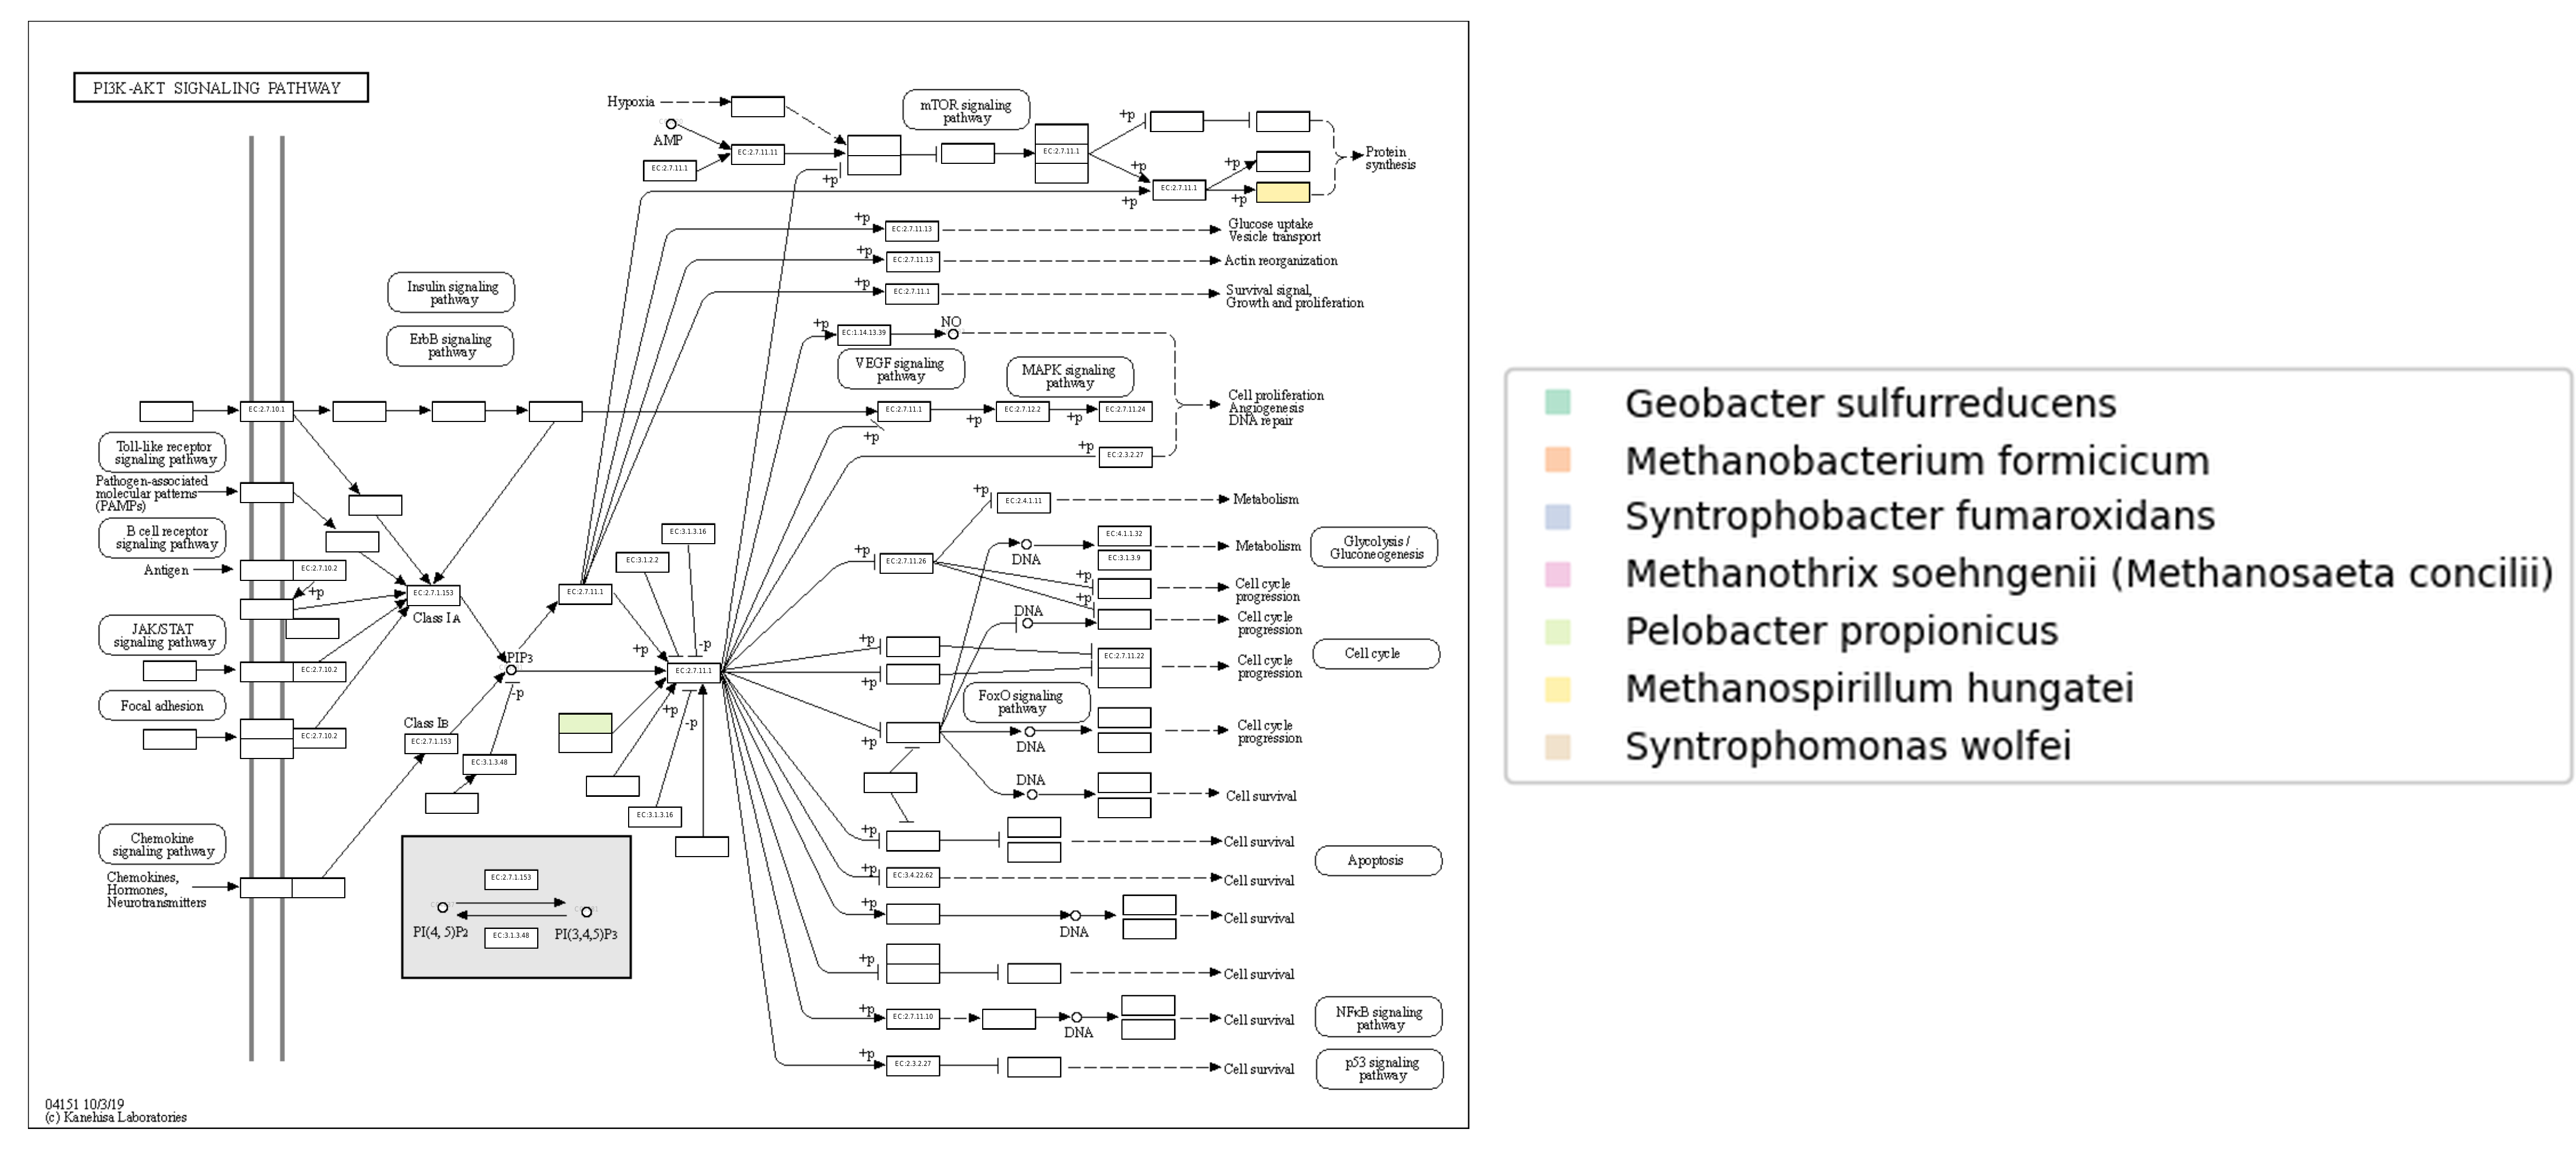 PI3K-AKT SIGNALING PATHWAY
Hypoxia
AMP
EC:2.7.11.1
EC:2.7.11.11
+p
mTOR signaling
pathway
EC:2.7.11.1
+p
+p
EC:2.7.11.1
+p
+p
+p
Protein
synthesis
+p
EC:2.7.11.13
Glucose uptake
Vesicle transport
+p
EC:2.7.11.13
Actin reorganization
+p
EC:2.7.11.1
Survival signal,
Growth and proliferation
Insulin signaling
pathway
ErbB signaling
pathway
+p
EC:1.14.13.39
NO
VEGF signaling
pathway
MAPK signaling
pathway
EC:2.7.10.1
EC:2.7.11.1
+p
EC:2.7.12.2
+p
EC:2.7.11.24
+p
Cell proliferation
Angiogenesis
DNA repair
+p
EC:2.3.2.27
Toll-like receptor
signaling pathway
Pathogen-associated
molecular patterns
(PAMPs)
B cell receptor
signaling pathway
Antigen
EC:2.7.10.2
+p
JAK/STAT
signaling pathway
EC:2.7.10.2
Focal adhesion
EC:2.7.10.2
Chemokine
signaling pathway
Chemokines,
Hormones,
Neurotransmitters
EC:2.7.1.153
Class IA
PIP3
-p
Class IB
EC:2.7.1.153
EC:3.1.3.48
EC:2.7.11.1
EC:3.1.2.2
EC:3.1.3.16
+p
-p
EC:2.7.11.1
+p
-p
EC:3.1.3.16
EC:2.7.1.153
PI(4, 5)P2
EC:3.1.3.48
PI(3,4,5)P3
+p
EC:2.4.1.11
Metabolism
+p
EC:2.7.11.26
DNA
EC:4.1.1.32
EC:3.1.3.9
Metabolism
Glycolysis /
Gluconeogenesis
+p
Cell cycle
progression
+p
DNA
Cell cycle
progression
+p
+p
EC:2.7.11.22
Cell cycle
progression
Cell cycle
FoxO signaling
pathway
+p
DNA
Cell cycle
progression
DNA
Cell survival
+p
Cell survival
Apoptosis
+p
EC:3.4.22.62
Cell survival
+p
DNA
Cell survival
+p
Cell survival
+p
EC:2.7.11.10
DNA
Cell survival
NFκB signaling
pathway
+p
EC:2.3.2.27
Cell survival
p53 signaling
pathway
04151 10/3/19
(c) Kanehisa Laboratories
Geobacter sulfurreducens
Methanobacterium formicicum
Syntrophobacter fumaroxidans
Methanothrix soehngenii (Methanosaeta concilii)
Pelobacter propionicus
Methanospirillum hungatei
Syntrophomonas wolfei